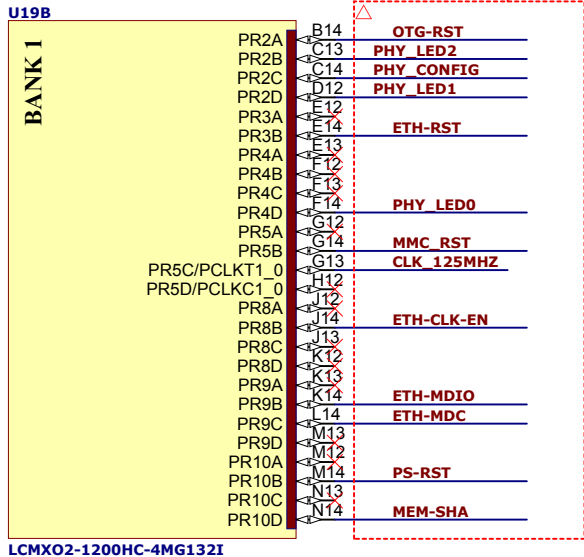 U19B
BANK 1
PR2A B14 OTG-RST
PR2B C13 PHY_LED2
PR2C C14 PHY_CONFIG
PR2D D12 PHY_LED1
PR3A E12
PR3B E14 ETH-RST
PR4A E13
PR4B F12
PR4C F13
PR4D F14 PHY_LED0
PR5A G12
PR5B G14 MMC_RST
PR5C/PCLKT1_0 G13 CLK_125MHZ
PR5D/PCLKC1_0 H12
PR8A J12
PR8B J14 ETH-CLK-EN
PR8C J13
PR8D K12
PR9A K13
PR9B K14 ETH-MDIO
PR9C L14 ETH-MDC
PR9D M13
PR10A M12
PR10B M14 PS-RST
PR10C N13
PR10D N14 MEM-SHA
LCMXO2-1200HC-4MG132I